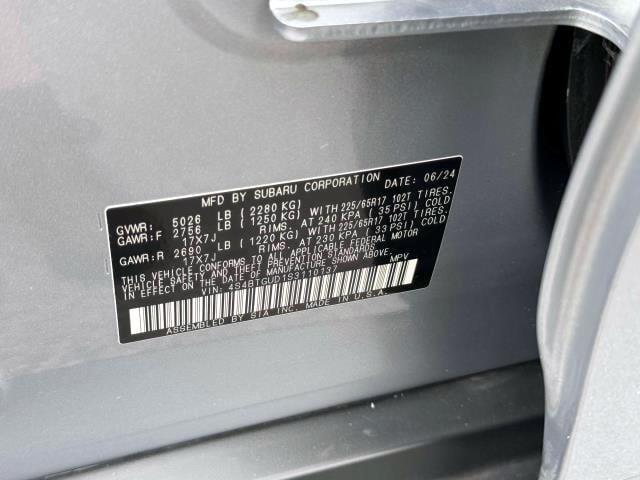 MFD BY SUBARU CORPORATION DATE: 06/24
GVWR: 5026 LB (2280 KG)
GAWR:F 2756 LB (1250 KG) WITH 225/65R17 102T TIRES.
17X7J RIMS. AT 240 KPA (35 PSI) COLD
GAWR:R 2690 LB (1220 KG) WITH 225/65R17 102T TIRES.
17X7J RIMS. AT 230 KPA (33 PSI) COLD
THIS VEHICLE CONFORMS TO ALL APPLICABLE FEDERAL MOTOR
VEHICLE SAFETY AND BUMPER STANDARDS
IN EFFECT ON THE DATE OF MANUFACTURE SHOWN ABOVE.
VIN: 4S4BTGUD1S3110137 MPV
ASSEMBLED BY SIA INC. MADE IN U.S.A.